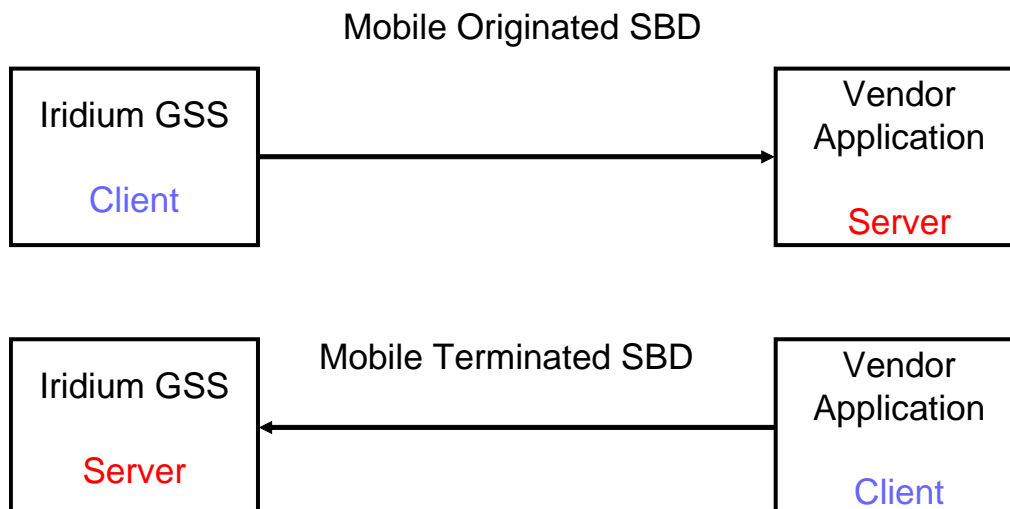 Mobile Originated SBD
Iridium GSS
Client
Vendor
Application
Server
Mobile Terminated SBD
Iridium GSS
Server
Vendor
Application
Client